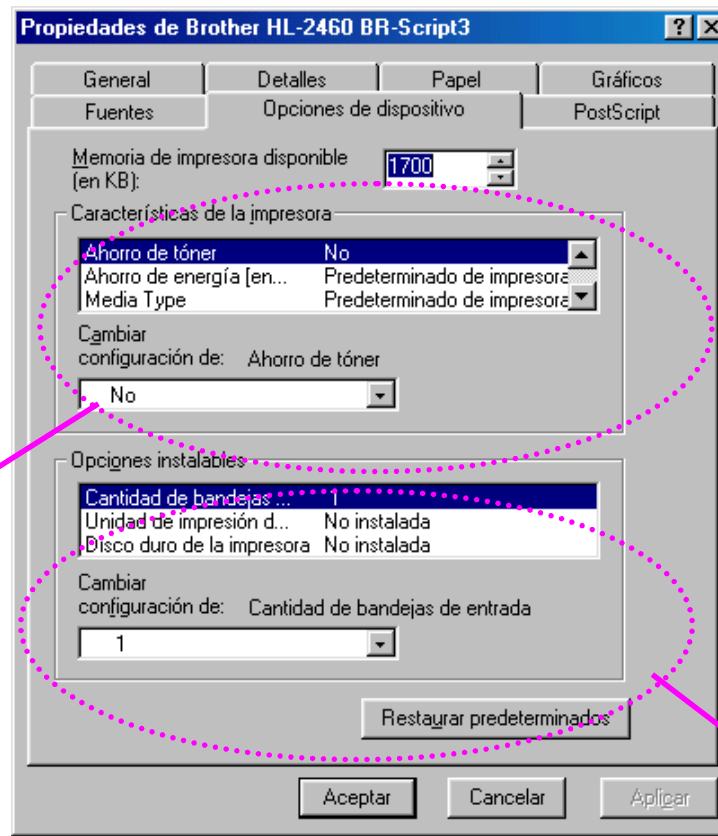 Propiedades de Brother HL-2460 BR-Script3
General Detalles Papel Gráficos
Fuentes Opciones de dispositivo PostScript
Memoria de impresora disponible
(en KB): 1700
Características de la impresora
Ahorro de tóner No
Ahorro de energía [en... Predeterminado de impresora
Media Type Predeterminado de impresora
Cambiar
configuración de: Ahorro de tóner
No
Opciones instalables
Cantidad de bandejas ... 1
Unidad de impresión d... No instalada
Disco duro de la impresora No instalada
Cambiar
configuración de: Cantidad de bandejas de entrada
1
Restaurar predeterminados
Aceptar Cancelar Aplicar